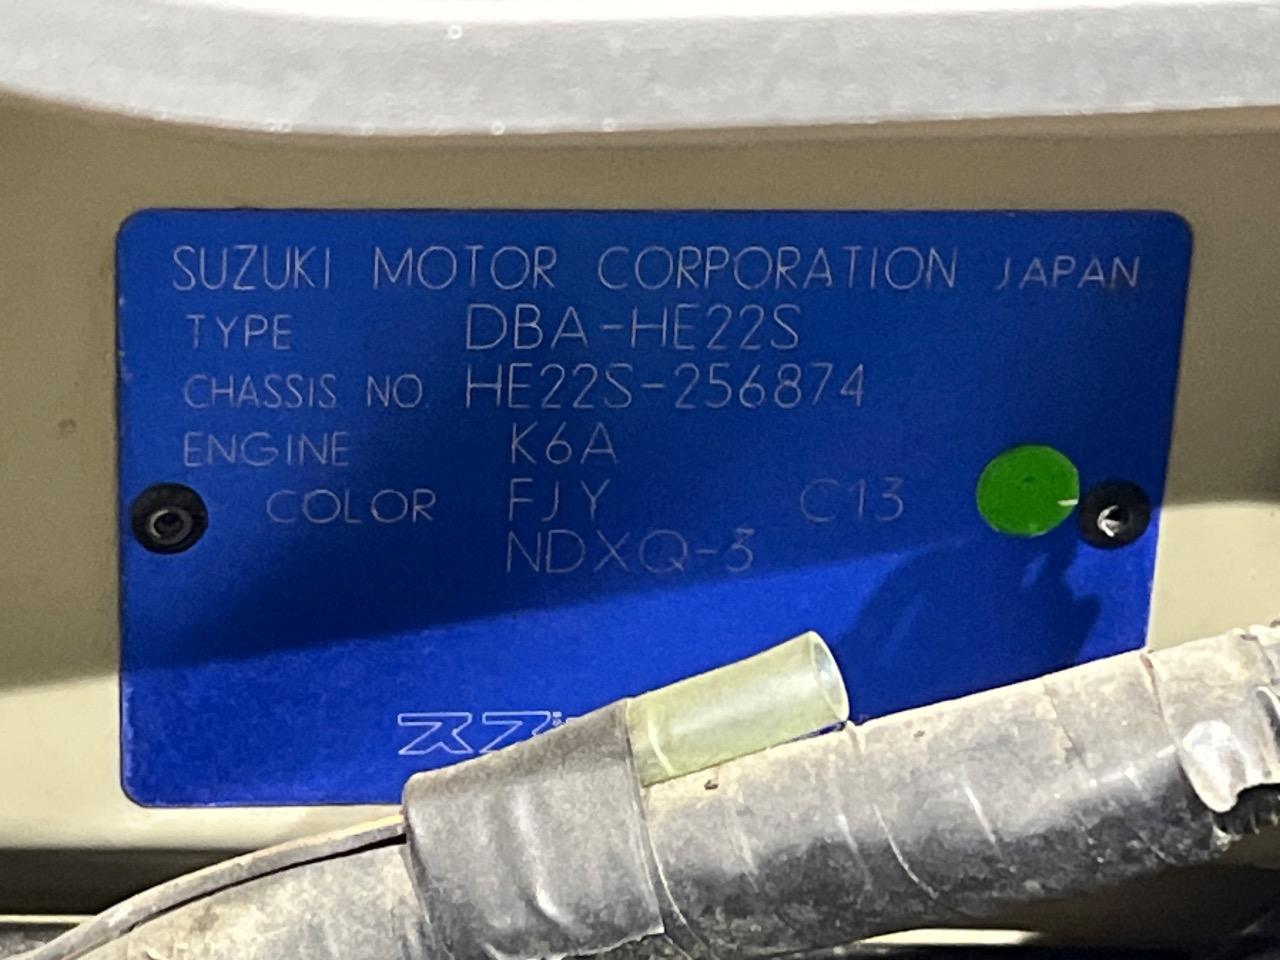 SUZUKI MOTOR CORPORATION JAPAN
TYPE DBA-HE22S
CHASSIS NO. HE22S-256874
ENGINE K6A
COLOR FJY C13
NDXQ-3